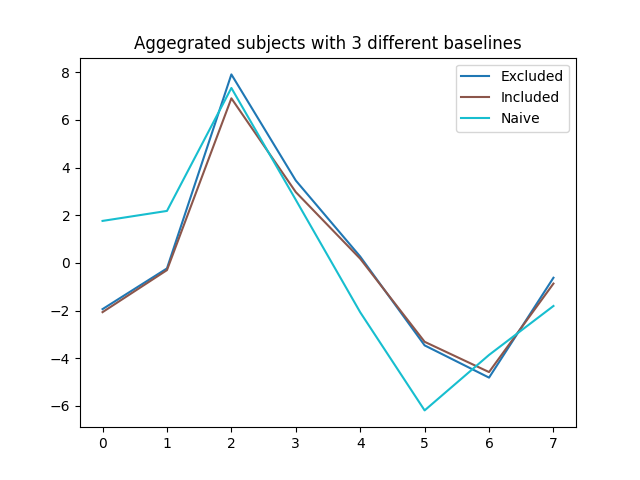 Aggegrated subjects with 3 different baselines
Excluded
Included
Naive
8
6
4
2
0
−2
−4
−6
0 1 2 3 4 5 6 7